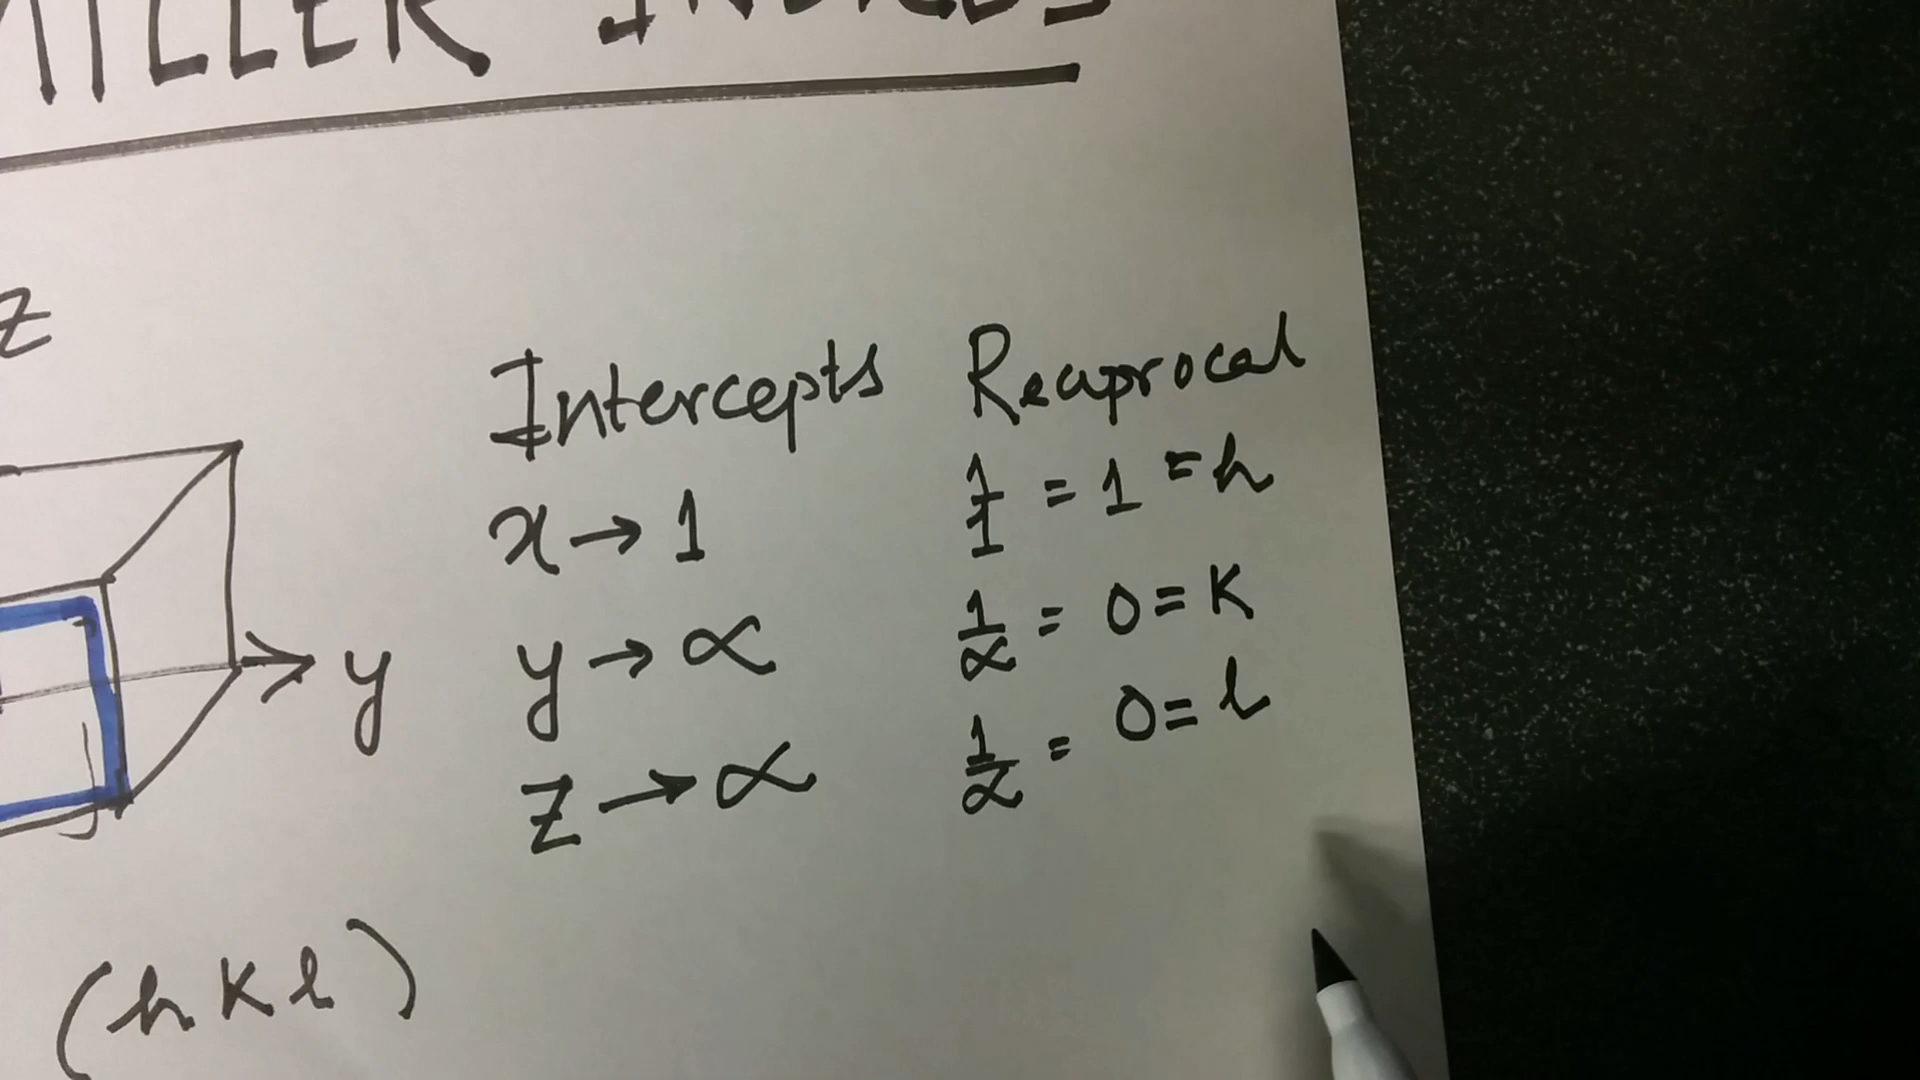 MILLER INDICES
z
Intercepts Reciprocal
x → 1 1/1 = 1 = h
y y → ∝ 1/∝ = 0 = K
z → ∝ 1/∝ = 0 = l
(h K l)